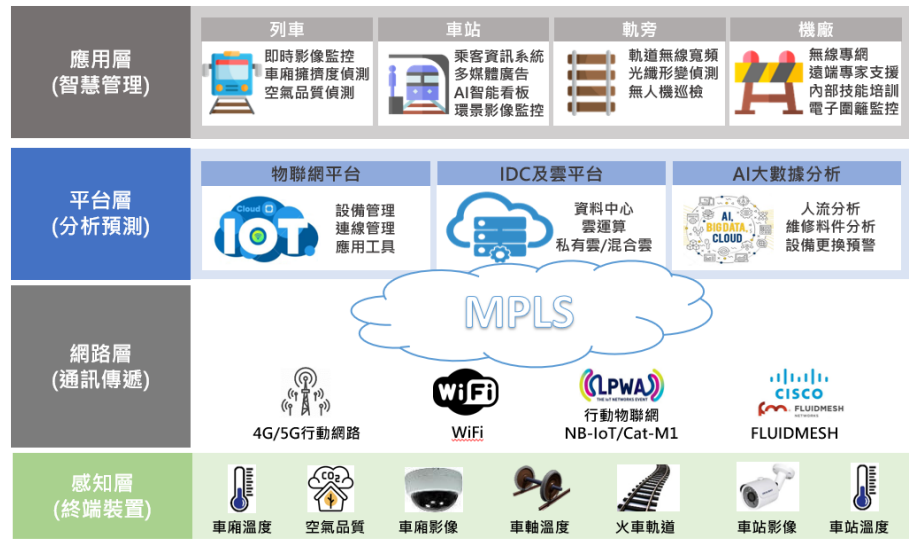 應用層
(智慧管理)
列車
即時影像監控
車廂擁擠度偵測
空氣品質偵測
車站
乘客資訊系統
多媒體廣告
AI智能看板
環景影像監控
軌旁
軌道無線寬頻
光纖形變偵測
無人機巡檢
機廠
無線專網
遠端專家支援
內部技能培訓
電子圍籬監控
平台層
(分析預測)
物聯網平台
Cloud
IOT
設備管理
連線管理
應用工具
IDC及雲平台
資料中心
雲運算
私有雲/混合雲
AI大數據分析
AI,
BIGDATA,
CLOUD
人流分析
維修料件分析
設備更換預警
網路層
(通訊傳遞)
MPLS
4G/5G行動網路
WiFi
WiFi
LPWA
THE IOT NETWORKS EVENT
行動物聯網
NB-IoT/Cat-M1
CISCO
fm FLUIDMESH
NETWORKS
FLUIDMESH
感知層
(終端裝置)
車廂溫度
CO2
空氣品質
車廂影像
車軸溫度
火車軌道
車站影像
車站溫度